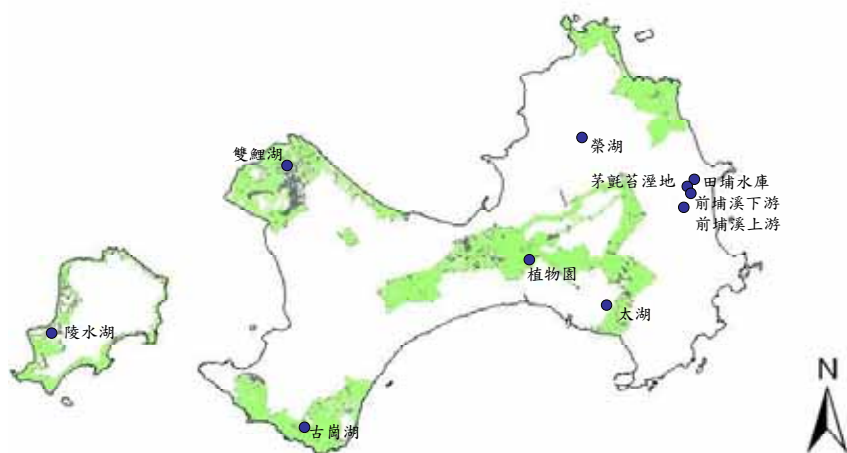 榮湖
雙鯉湖
茅氈苔溼地
田埔水庫
前埔溪下游
前埔溪上游
植物園
太湖
陵水湖
古崗湖
N